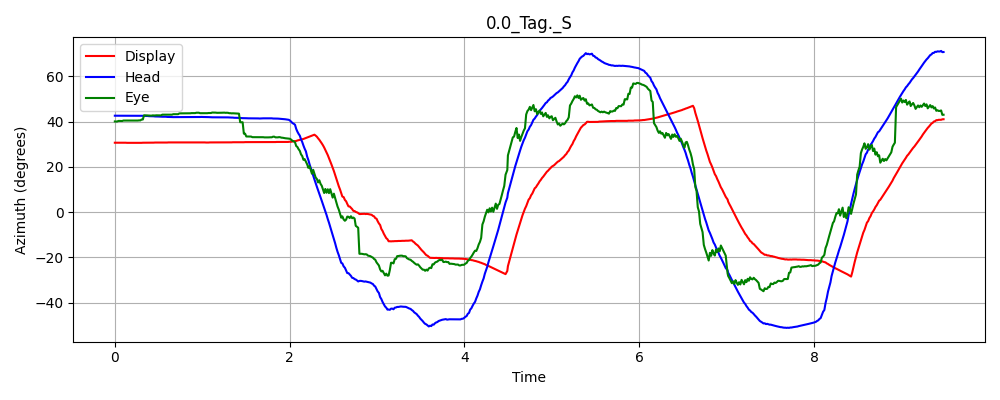 0.0_Tag._S
Display
Head
Eye
Azimuth (degrees)
60
40
20
0
−20
−40
0 2 4 6 8
Time